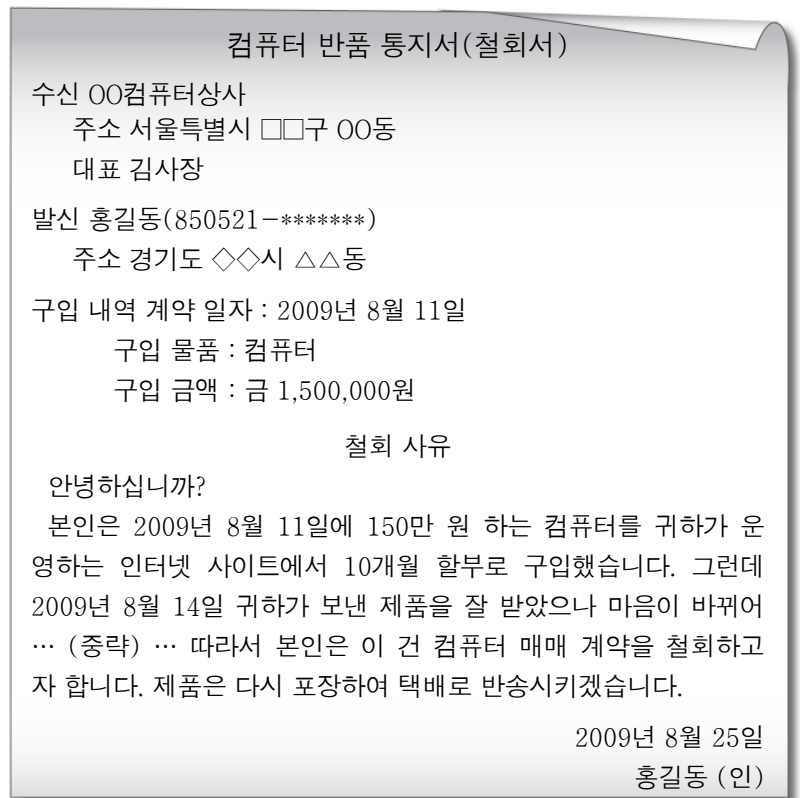 컴퓨터 반품 통지서(철회서)
수신 OO컴퓨터상사
주소 서울특별시 □□구 OO동
대표 김사장
발신 홍길동(850521-*******)
주소 경기도 ◇◇시 △△동
구입 내역 계약 일자 : 2009년 8월 11일
구입 물품 : 컴퓨터
구입 금액 : 금 1,500,000원
철회 사유
안녕하십니까?
본인은 2009년 8월 11일에 150만 원 하는 컴퓨터를 귀하가 운
영하는 인터넷 사이트에서 10개월 할부로 구입했습니다. 그런데
2009년 8월 14일 귀하가 보낸 제품을 잘 받았으나 마음이 바뀌어
… (중략) … 따라서 본인은 이 건 컴퓨터 매매 계약을 철회하고
자 합니다. 제품은 다시 포장하여 택배로 반송시키겠습니다.
2009년 8월 25일
홍길동 (인)